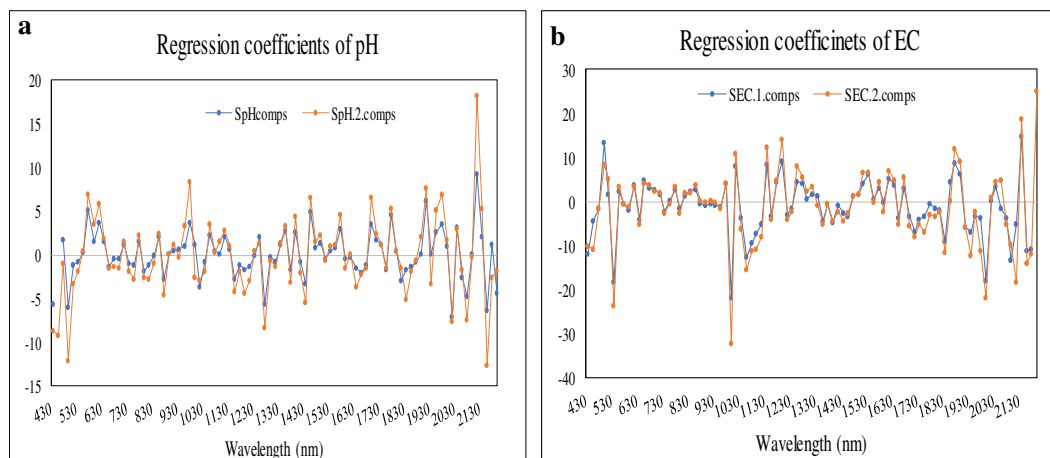 a
Regression coefficients of pH
SpHcomps SpH.2.comps
20
15
10
5
0
-5
-10
-15
430 530 630 730 830 930 1030 1130 1230 1330 1430 1530 1630 1730 1830 1930 2030 2130
Wavelength (nm)
b
Regression coefficinets of EC
SEC.1.comps SEC.2.comps
30
20
10
0
-10
-20
-30
-40
430 530 630 730 830 930 1030 1130 1230 1330 1430 1530 1630 1730 1830 1930 2030 2130
Wavelength (nm)